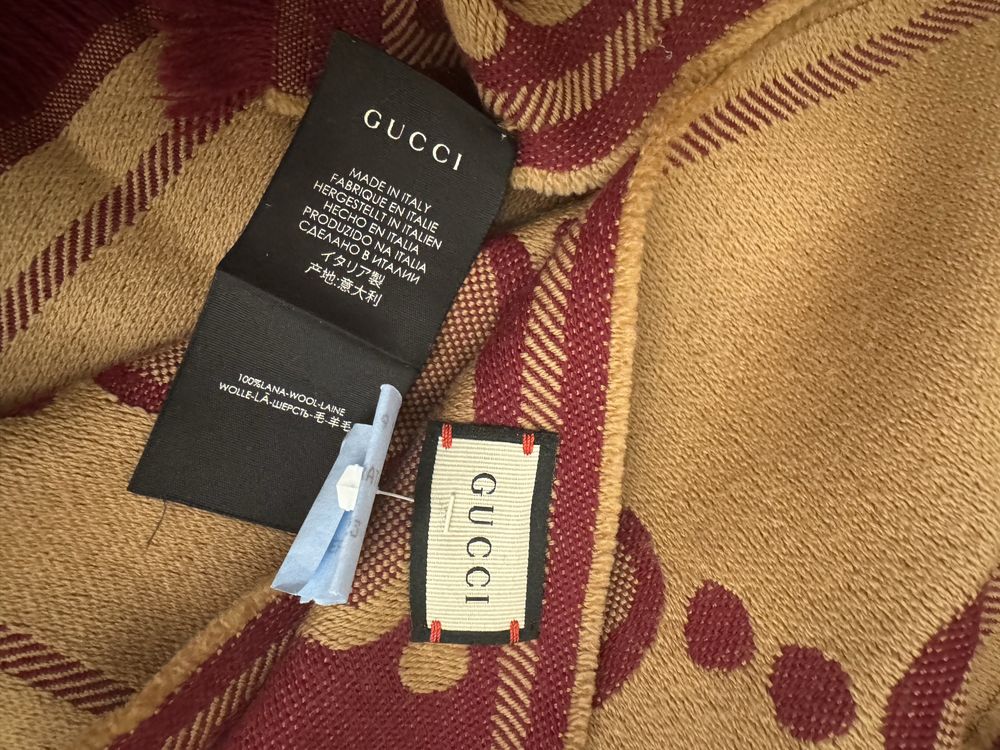 GUCCI
MADE IN ITALY
FABRIQUE EN ITALIE
HERGESTELLT IN ITALIEN
HECHO EN ITALIA
PRODUZIDO NA ITALIA
СДЕЛАНО В ИТАЛИИ
イタリア製
产地:意大利
100%LANA-WOOL-LAINE
WOLLE-LÃ-ШЕРСТЬ-毛-羊毛
GUCCI